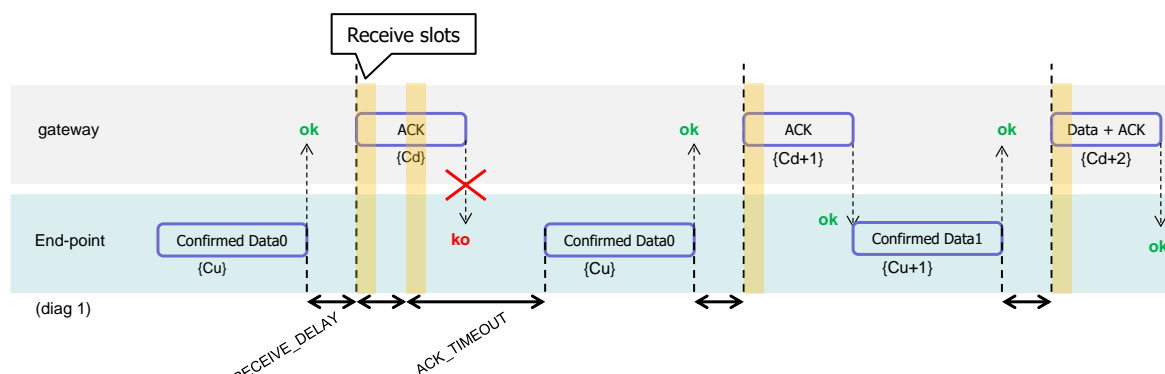 Receive slots
gateway
ok
ACK
{Cd}
ok
ACK
{Cd+1}
ok
Data + ACK
{Cd+2}
End-point
Confirmed Data0
{Cu}
ko
Confirmed Data0
{Cu}
ok
Confirmed Data1
{Cu+1}
ok
(diag 1)
RECEIVE_DELAY
ACK_TIMEOUT